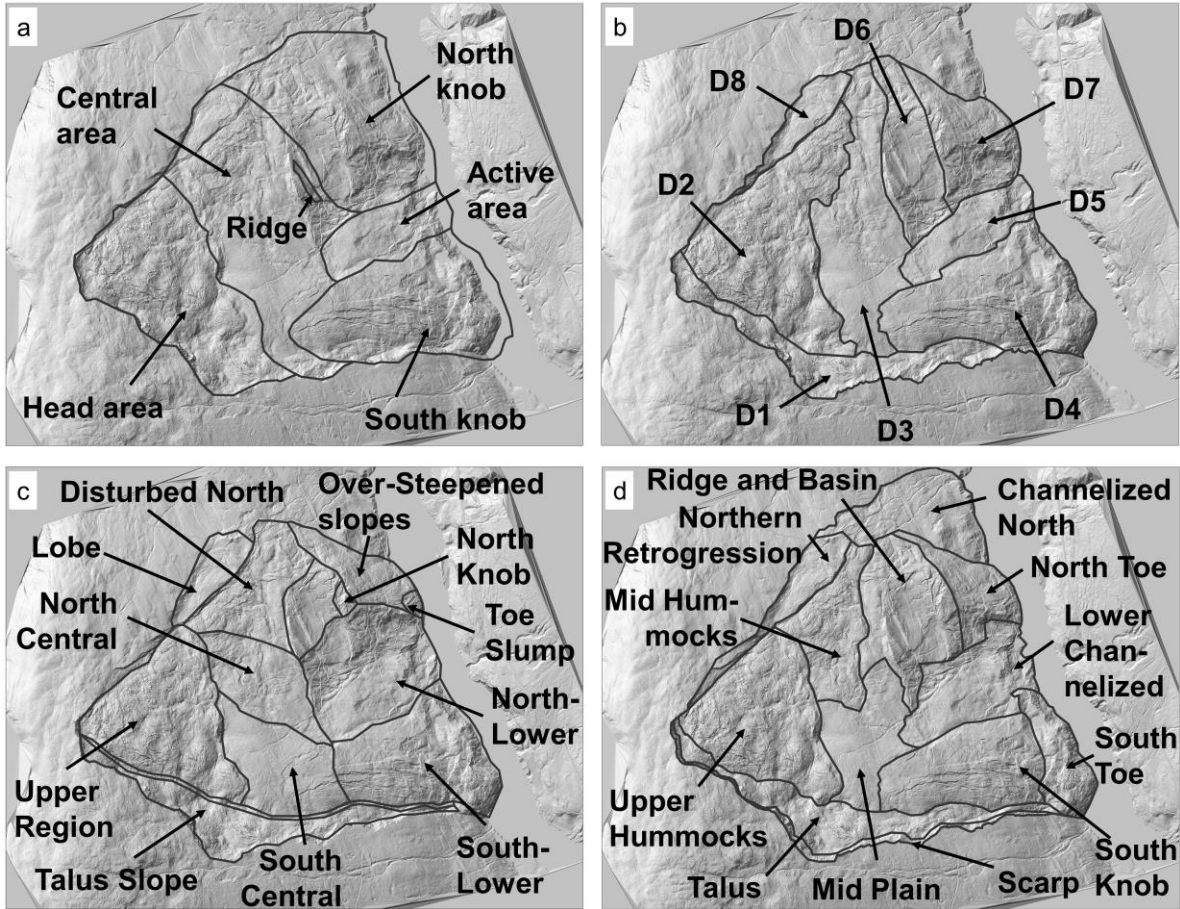 a
North
knob
Central
area
Active
area
Ridge
Head area
South knob
b
D6
D8
D7
D2
D5
D1
D3
D4
c
Disturbed North
Over-Steepened
slopes
Lobe
North
Knob
North
Central
Toe
Slump
North-
Lower
Upper
Region
Talus Slope
South
Central
South-
Lower
d
Ridge and Basin
Channelized
North
Northern
Retrogression
North Toe
Mid Hum-
mocks
Lower
Chan-
nelized
South
Toe
Upper
Hummocks
Talus
Mid Plain
Scarp
South
Knob